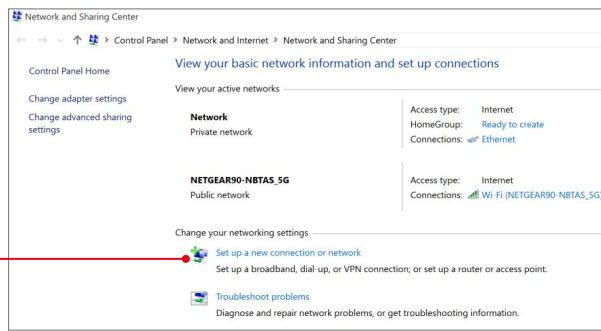 Network and Sharing Center
Control Panel > Network and Internet > Network and Sharing Center
Control Panel Home
Change adapter settings
Change advanced sharing
settings
View your basic network information and set up connections
View your active networks
Network
Private network
Access type: Internet
HomeGroup: Ready to create
Connections: Ethernet
NETGEAR90-NBTAS_5G
Public network
Access type: Internet
Connections: Wi-Fi (NETGEAR90-NBTAS_5G)
Change your networking settings
Set up a new connection or network
Set up a broadband, dial-up, or VPN connection; or set up a router or access point.
Troubleshoot problems
Diagnose and repair network problems, or get troubleshooting information.